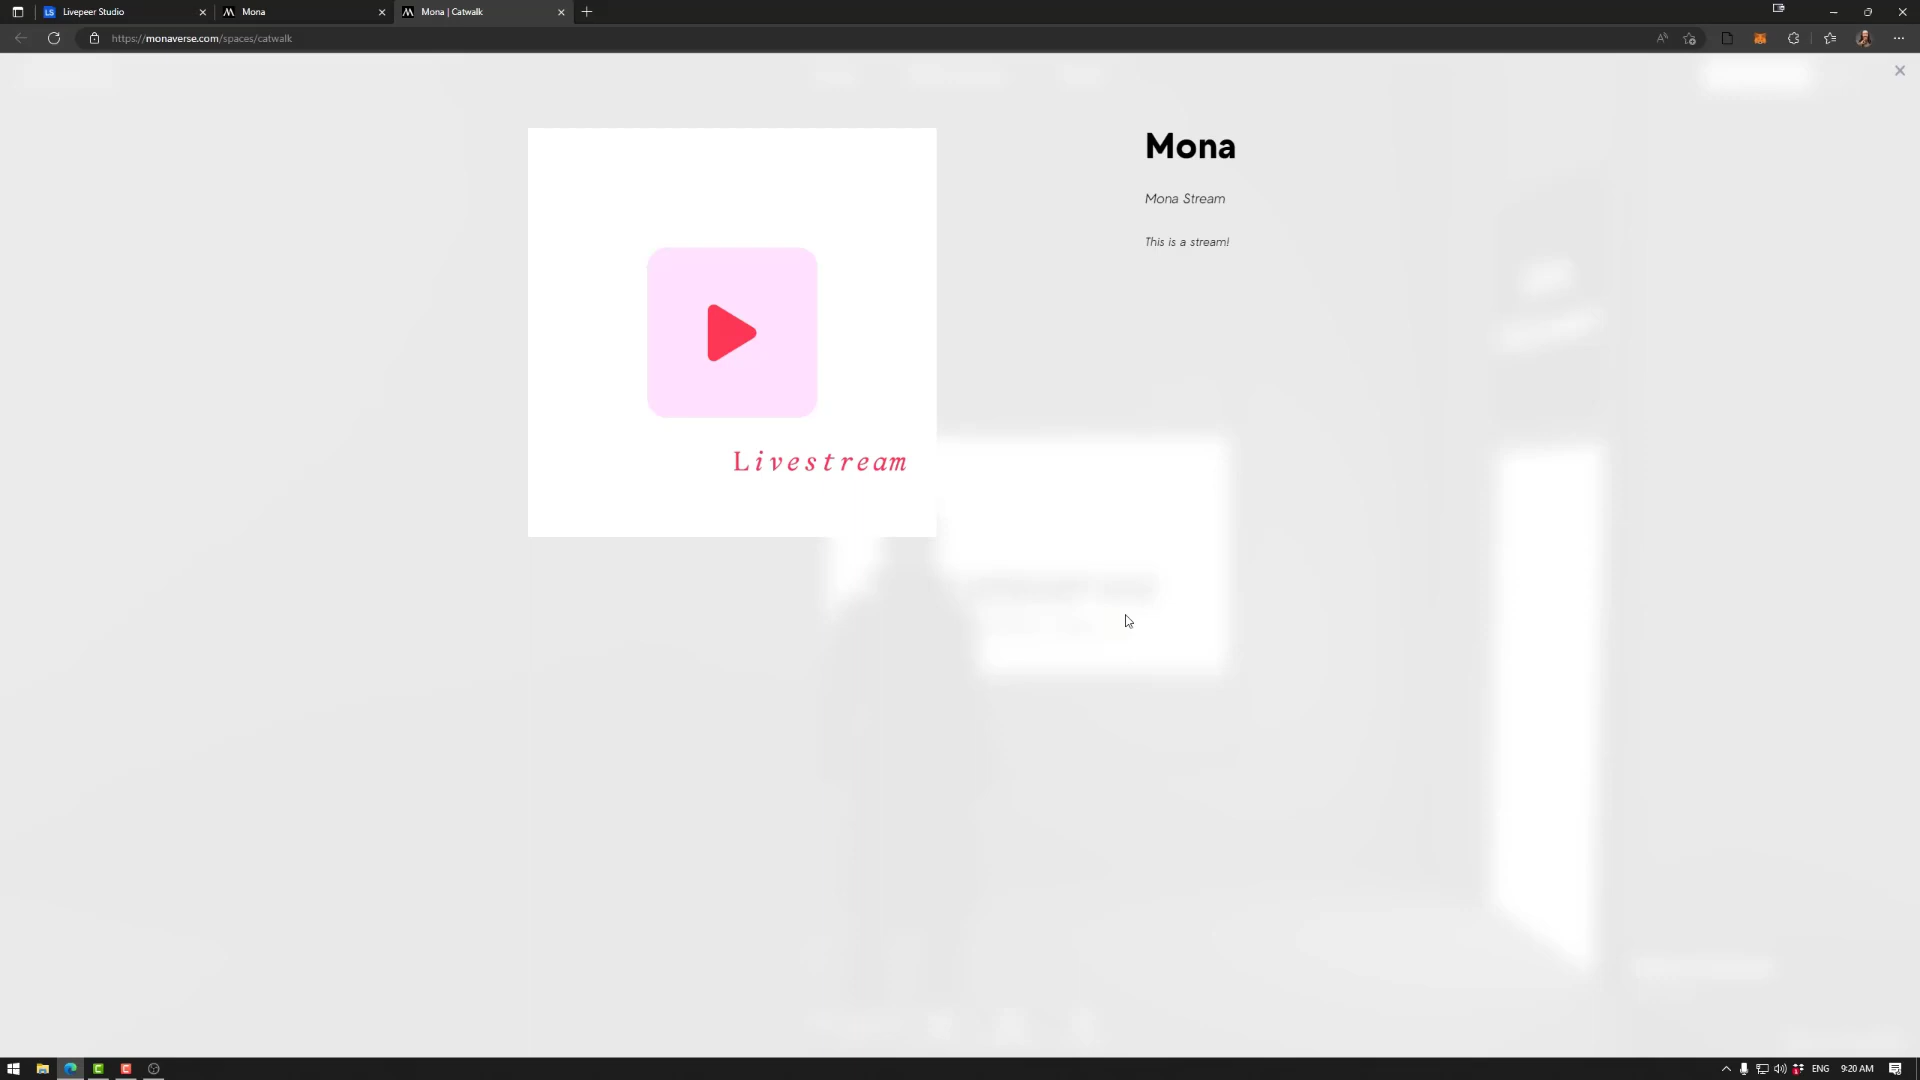 LS Livepeer Studio
Mona
Mona | Catwalk
https://monaverse.com/spaces/catwalk
Mona
Mona Stream
This is a stream!
Livestream
ENG
9:20 AM